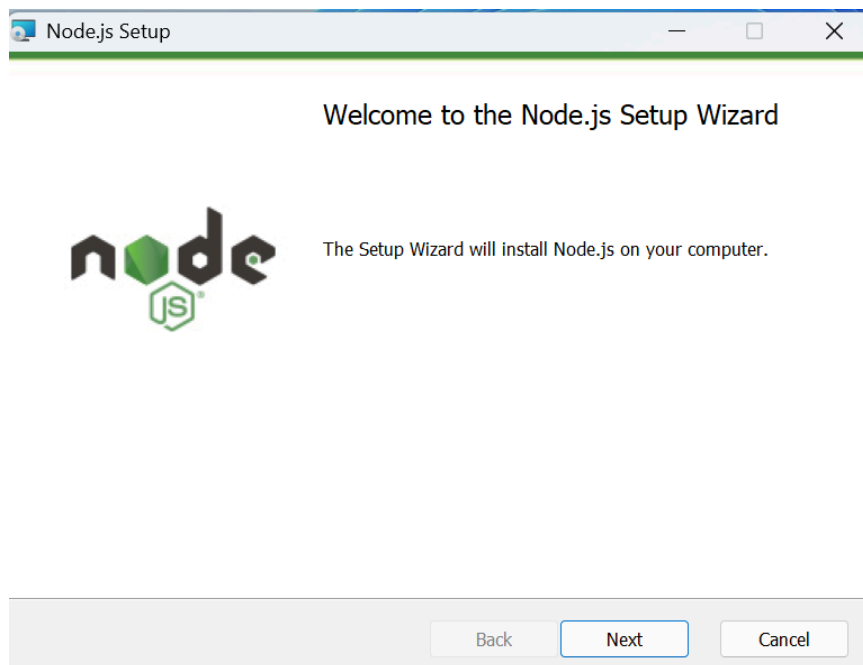 Node.js Setup
Welcome to the Node.js Setup Wizard
node
JS
The Setup Wizard will install Node.js on your computer.
Back
Next
Cancel